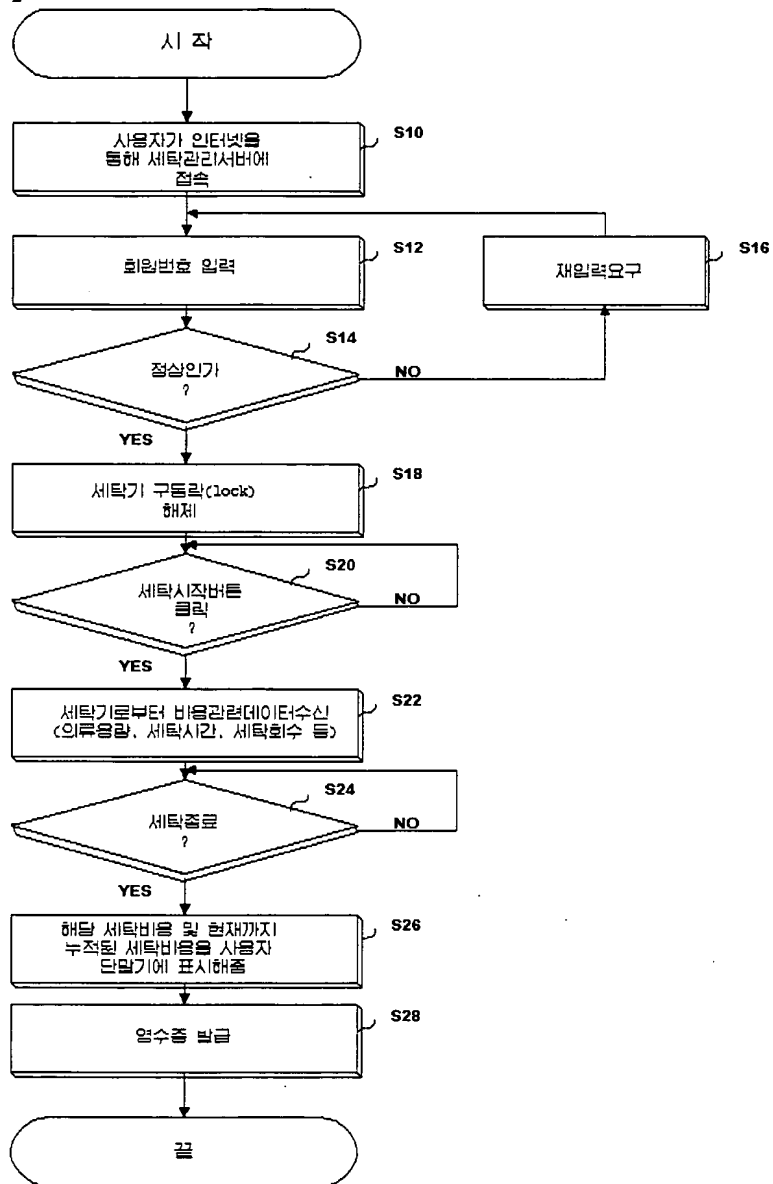 시 작
S10
사용자가 인터넷을
통해 세탁관리서버에
접속
S12
회원번호 입력
S16
재입력요구
S14
정상인가
?
NO
YES
S18
세탁기 구동락(lock)
해제
S20
세탁시작버튼
클릭
?
NO
YES
S22
세탁기로부터 비용관련데이터수신
(의류용량, 세탁시간, 세탁회수 등)
S24
세탁종료
?
NO
YES
S26
해당 세탁비용 및 현재까지
누적된 세탁비용을 사용자
단말기에 표시해줌
S28
영수증 발급
끝